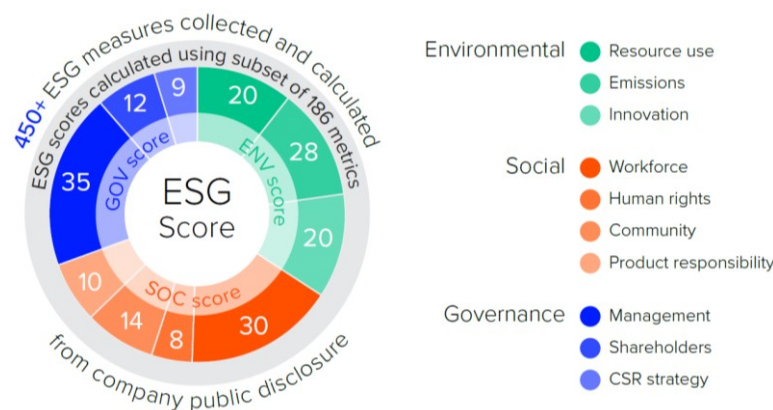 450+ ESG measures collected and calculated
ESG scores calculated using subset of 186 metrics
from company public disclosure
ESG
Score
ENV score
20
28
20
SOC score
30
8
14
10
GOV score
35
12
9
Environmental
Resource use
Emissions
Innovation
Social
Workforce
Human rights
Community
Product responsibility
Governance
Management
Shareholders
CSR strategy